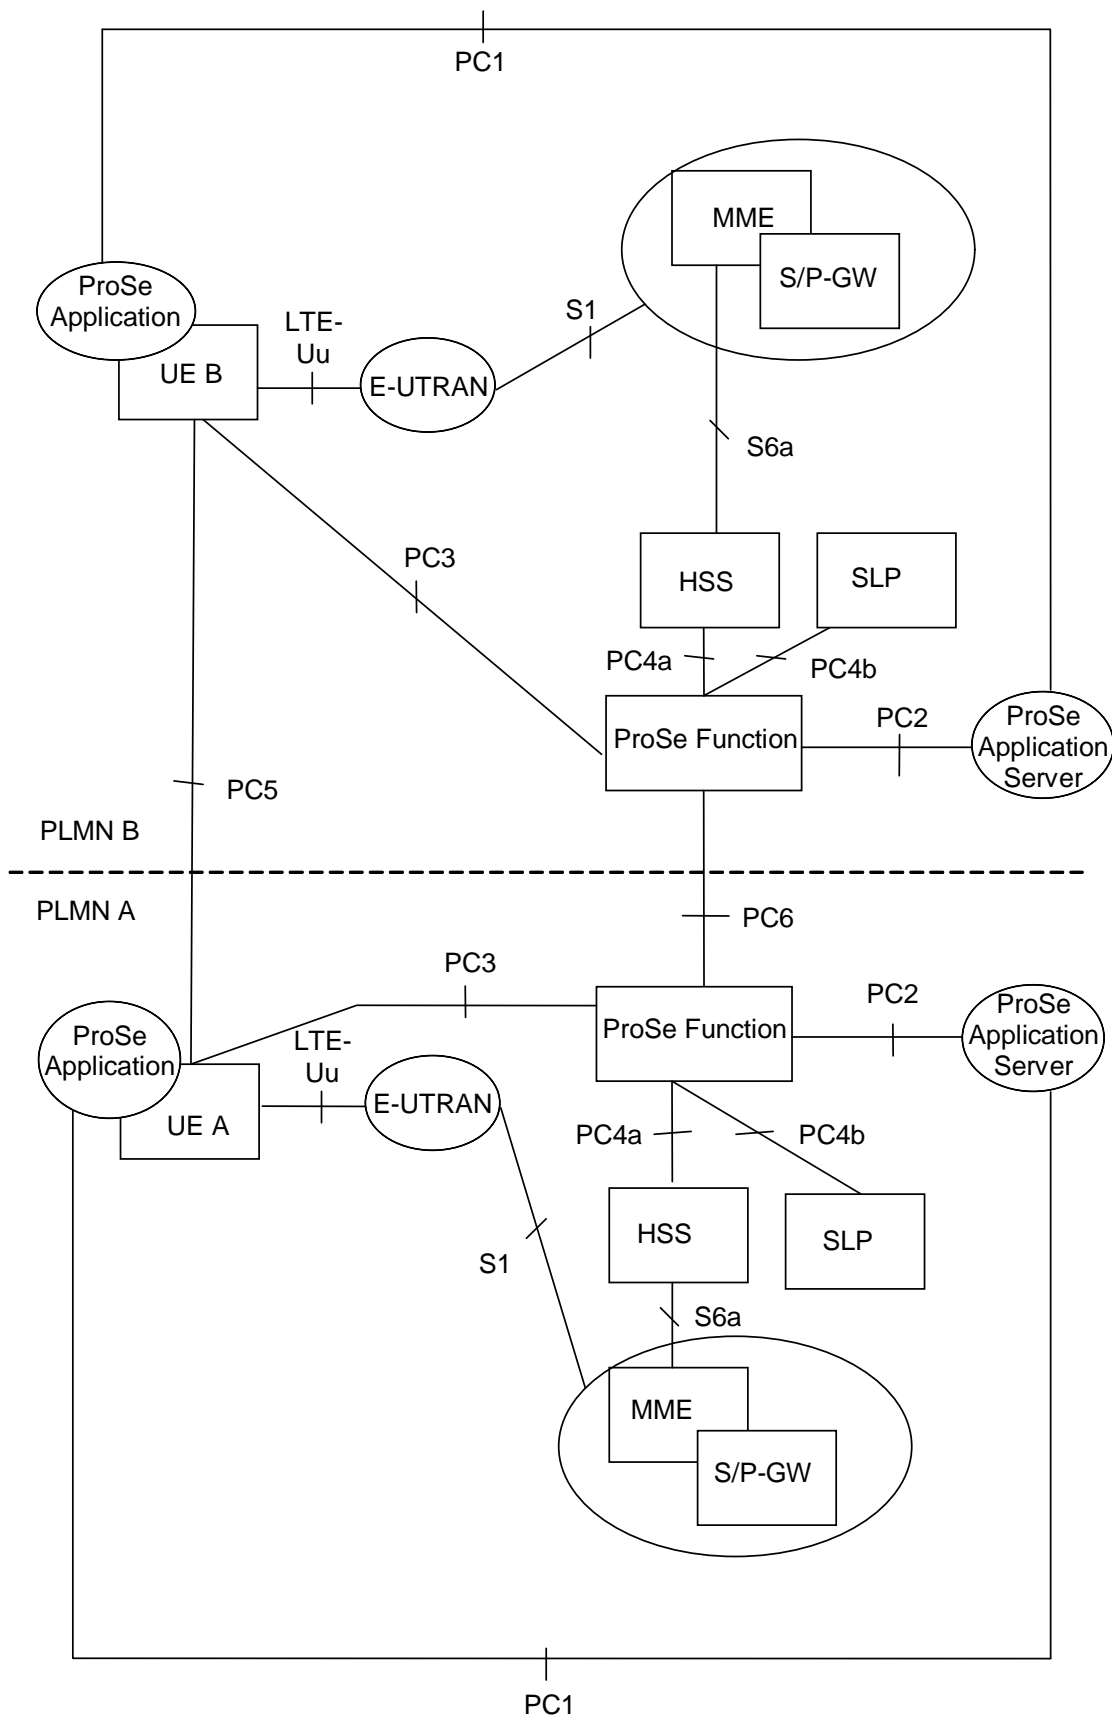 PC1
MME
S/P-GW
ProSe
Application
UE B
LTE-
Uu
E-UTRAN
S1
S6a
PC3
HSS
SLP
PC4a
PC4b
ProSe Function
PC2
ProSe
Application
Server
PC5
PLMN B
PLMN A
PC6
PC3
ProSe Function
PC2
ProSe
Application
Server
ProSe
Application
UE A
LTE-
Uu
E-UTRAN
PC4a
PC4b
HSS
SLP
S1
S6a
MME
S/P-GW
PC1